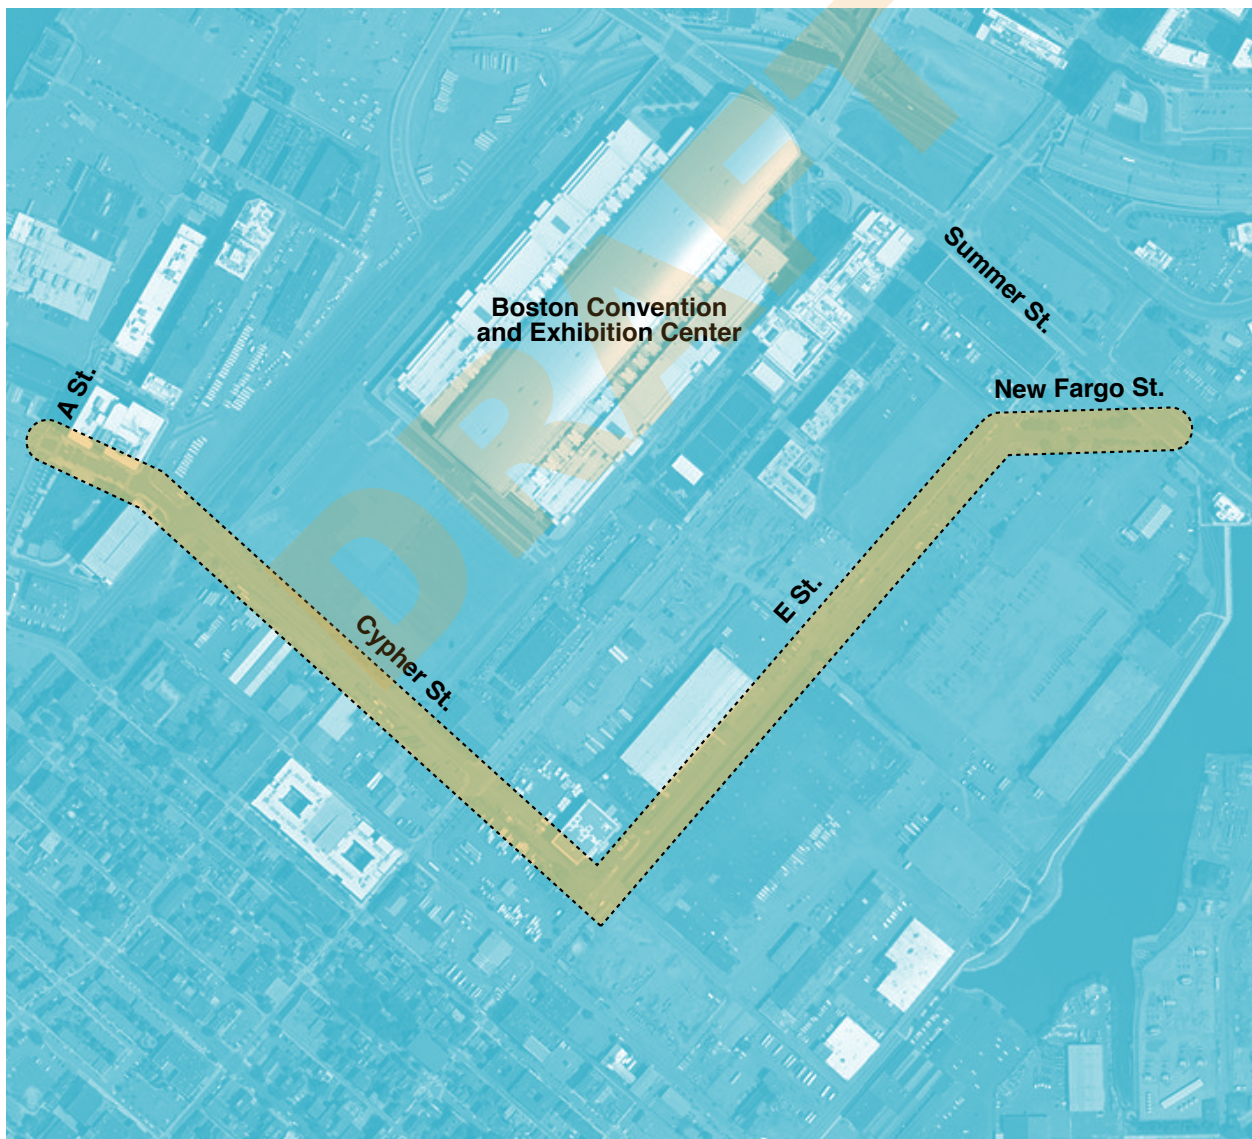 DRAFT
Summer St.
Boston Convention
and Exhibition Center
A St.
New Fargo St.
E St.
Cypher St.